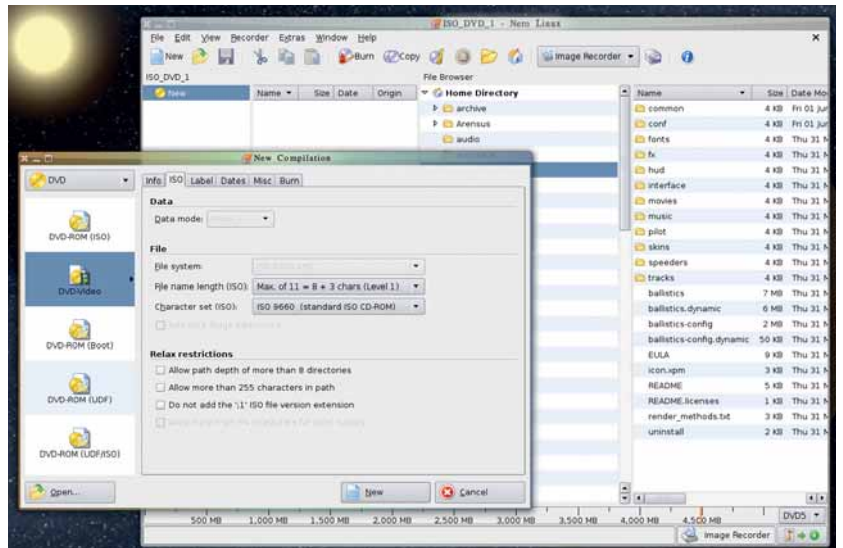 ISO_DVD_1 - Nero Linux
File Edit View Recorder Extras Window Help
New Burn Copy Image Recorder
ISO_DVD_1
File Browser
New
Name Size Date Origin
Home Directory
archive
Arensus
audio
Name Size Date Mo
common 4 KB Fri 01 Jun
conf 4 KB Fri 01 Jun
fonts 4 KB Thu 31 M
fx 4 KB Thu 31 M
hud 4 KB Thu 31 M
interface 4 KB Thu 31 M
movies 4 KB Thu 31 M
music 4 KB Thu 31 M
pilot 4 KB Thu 31 M
skins 4 KB Thu 31 M
speeders 4 KB Thu 31 M
tracks 4 KB Thu 31 M
ballistics 7 MB Thu 31 M
ballistics.dynamic 6 MB Thu 31 M
ballistics-config 2 MB Thu 31 M
ballistics-config.dynamic 50 KB Thu 31 M
EULA 9 KB Thu 31 M
icon.xpm 3 KB Thu 31 M
README 5 KB Thu 31 M
README.licenses 1 KB Thu 31 M
render_methods.txt 3 KB Thu 31 M
uninstall 2 KB Thu 31 M
New Compilation
DVD
DVD-ROM (ISO)
DVD-Video
DVD-ROM (Boot)
DVD-ROM (UDF)
DVD-ROM (UDF/ISO)
Info ISO Label Dates Misc Burn
Data
Data mode:
File
File system:
File name length (ISO): Max. of 11 = 8 + 3 chars (Level 1)
Character set (ISO): ISO 9660 (standard ISO CD-ROM)
Relax restrictions
Allow path depth of more than 8 directories
Allow more than 255 characters in path
Do not add the ';1' ISO file version extension
Open...
New
Cancel
500 MB 1,000 MB 1,500 MB 2,000 MB 2,500 MB 3,000 MB 3,500 MB 4,000 MB 4,500 MB
DVD5
Image Recorder